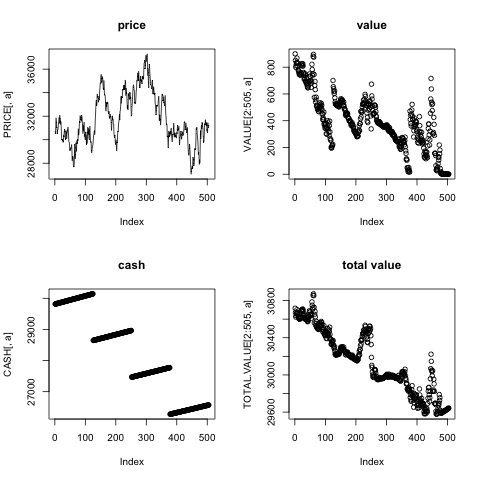 price
PRICE[, a]
28000 32000 36000
0 100 200 300 400 500
Index
value
VALUE[2:505, a]
0 200 400 600 800
0 100 200 300 400 500
Index
cash
CASH[, a]
27000 29000
0 100 200 300 400 500
Index
total value
TOTAL.VALUE[2:505, a]
29600 30000 30400 30800
0 100 200 300 400 500
Index